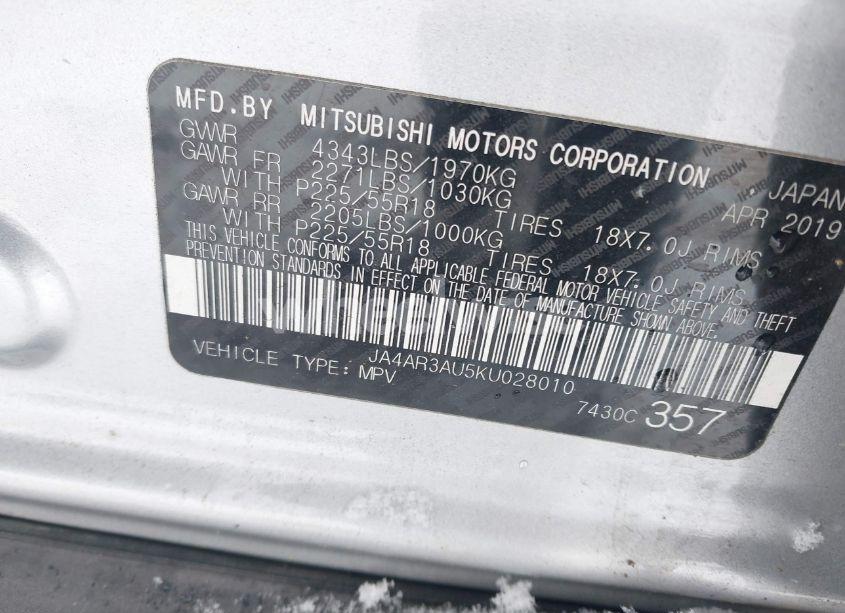 MFD.BY MITSUBISHI MOTORS CORPORATION JAPAN
GVWR 4343LBS/1970KG APR 2019
GAWR FR 2271LBS/1030KG
WITH P225/55R18 TIRES 18X7.0J RIMS
GAWR RR 2205LBS/1000KG
WITH P225/55R18 TIRES 18X7.0J RIMS
THIS VEHICLE CONFORMS TO ALL APPLICABLE FEDERAL MOTOR VEHICLE SAFETY AND THEFT
PREVENTION STANDARDS IN EFFECT ON THE DATE OF MANUFACTURE SHOWN ABOVE.
JA4AR3AU5KU028010
VEHICLE TYPE: MPV
7430C 357